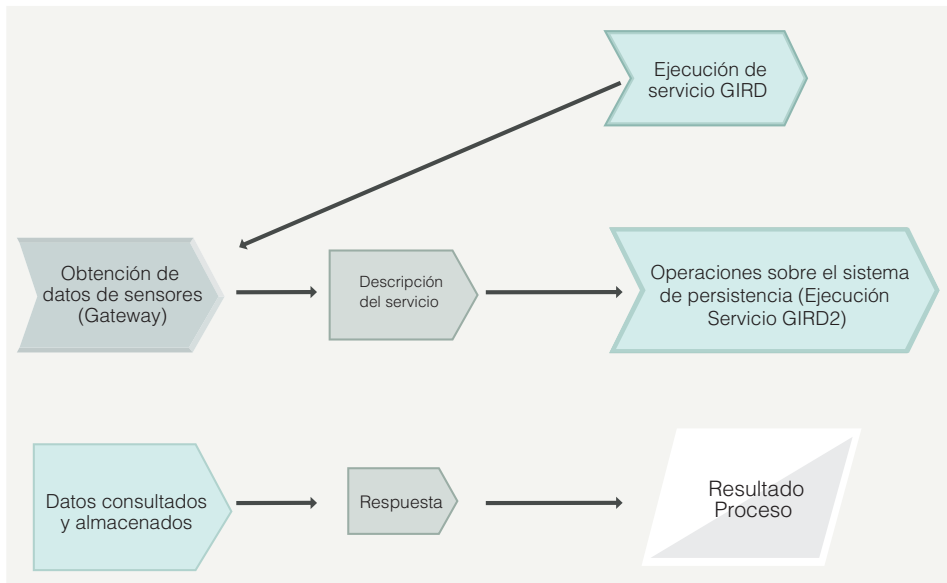 Ejecución de
servicio GIRD
Obtención de
datos de sensores
(Gateway)
Descripción
del servicio
Operaciones sobre el sistema
de persistencia (Ejecución
Servicio GIRD2)
Datos consultados
y almacenados
Respuesta
Resultado
Proceso